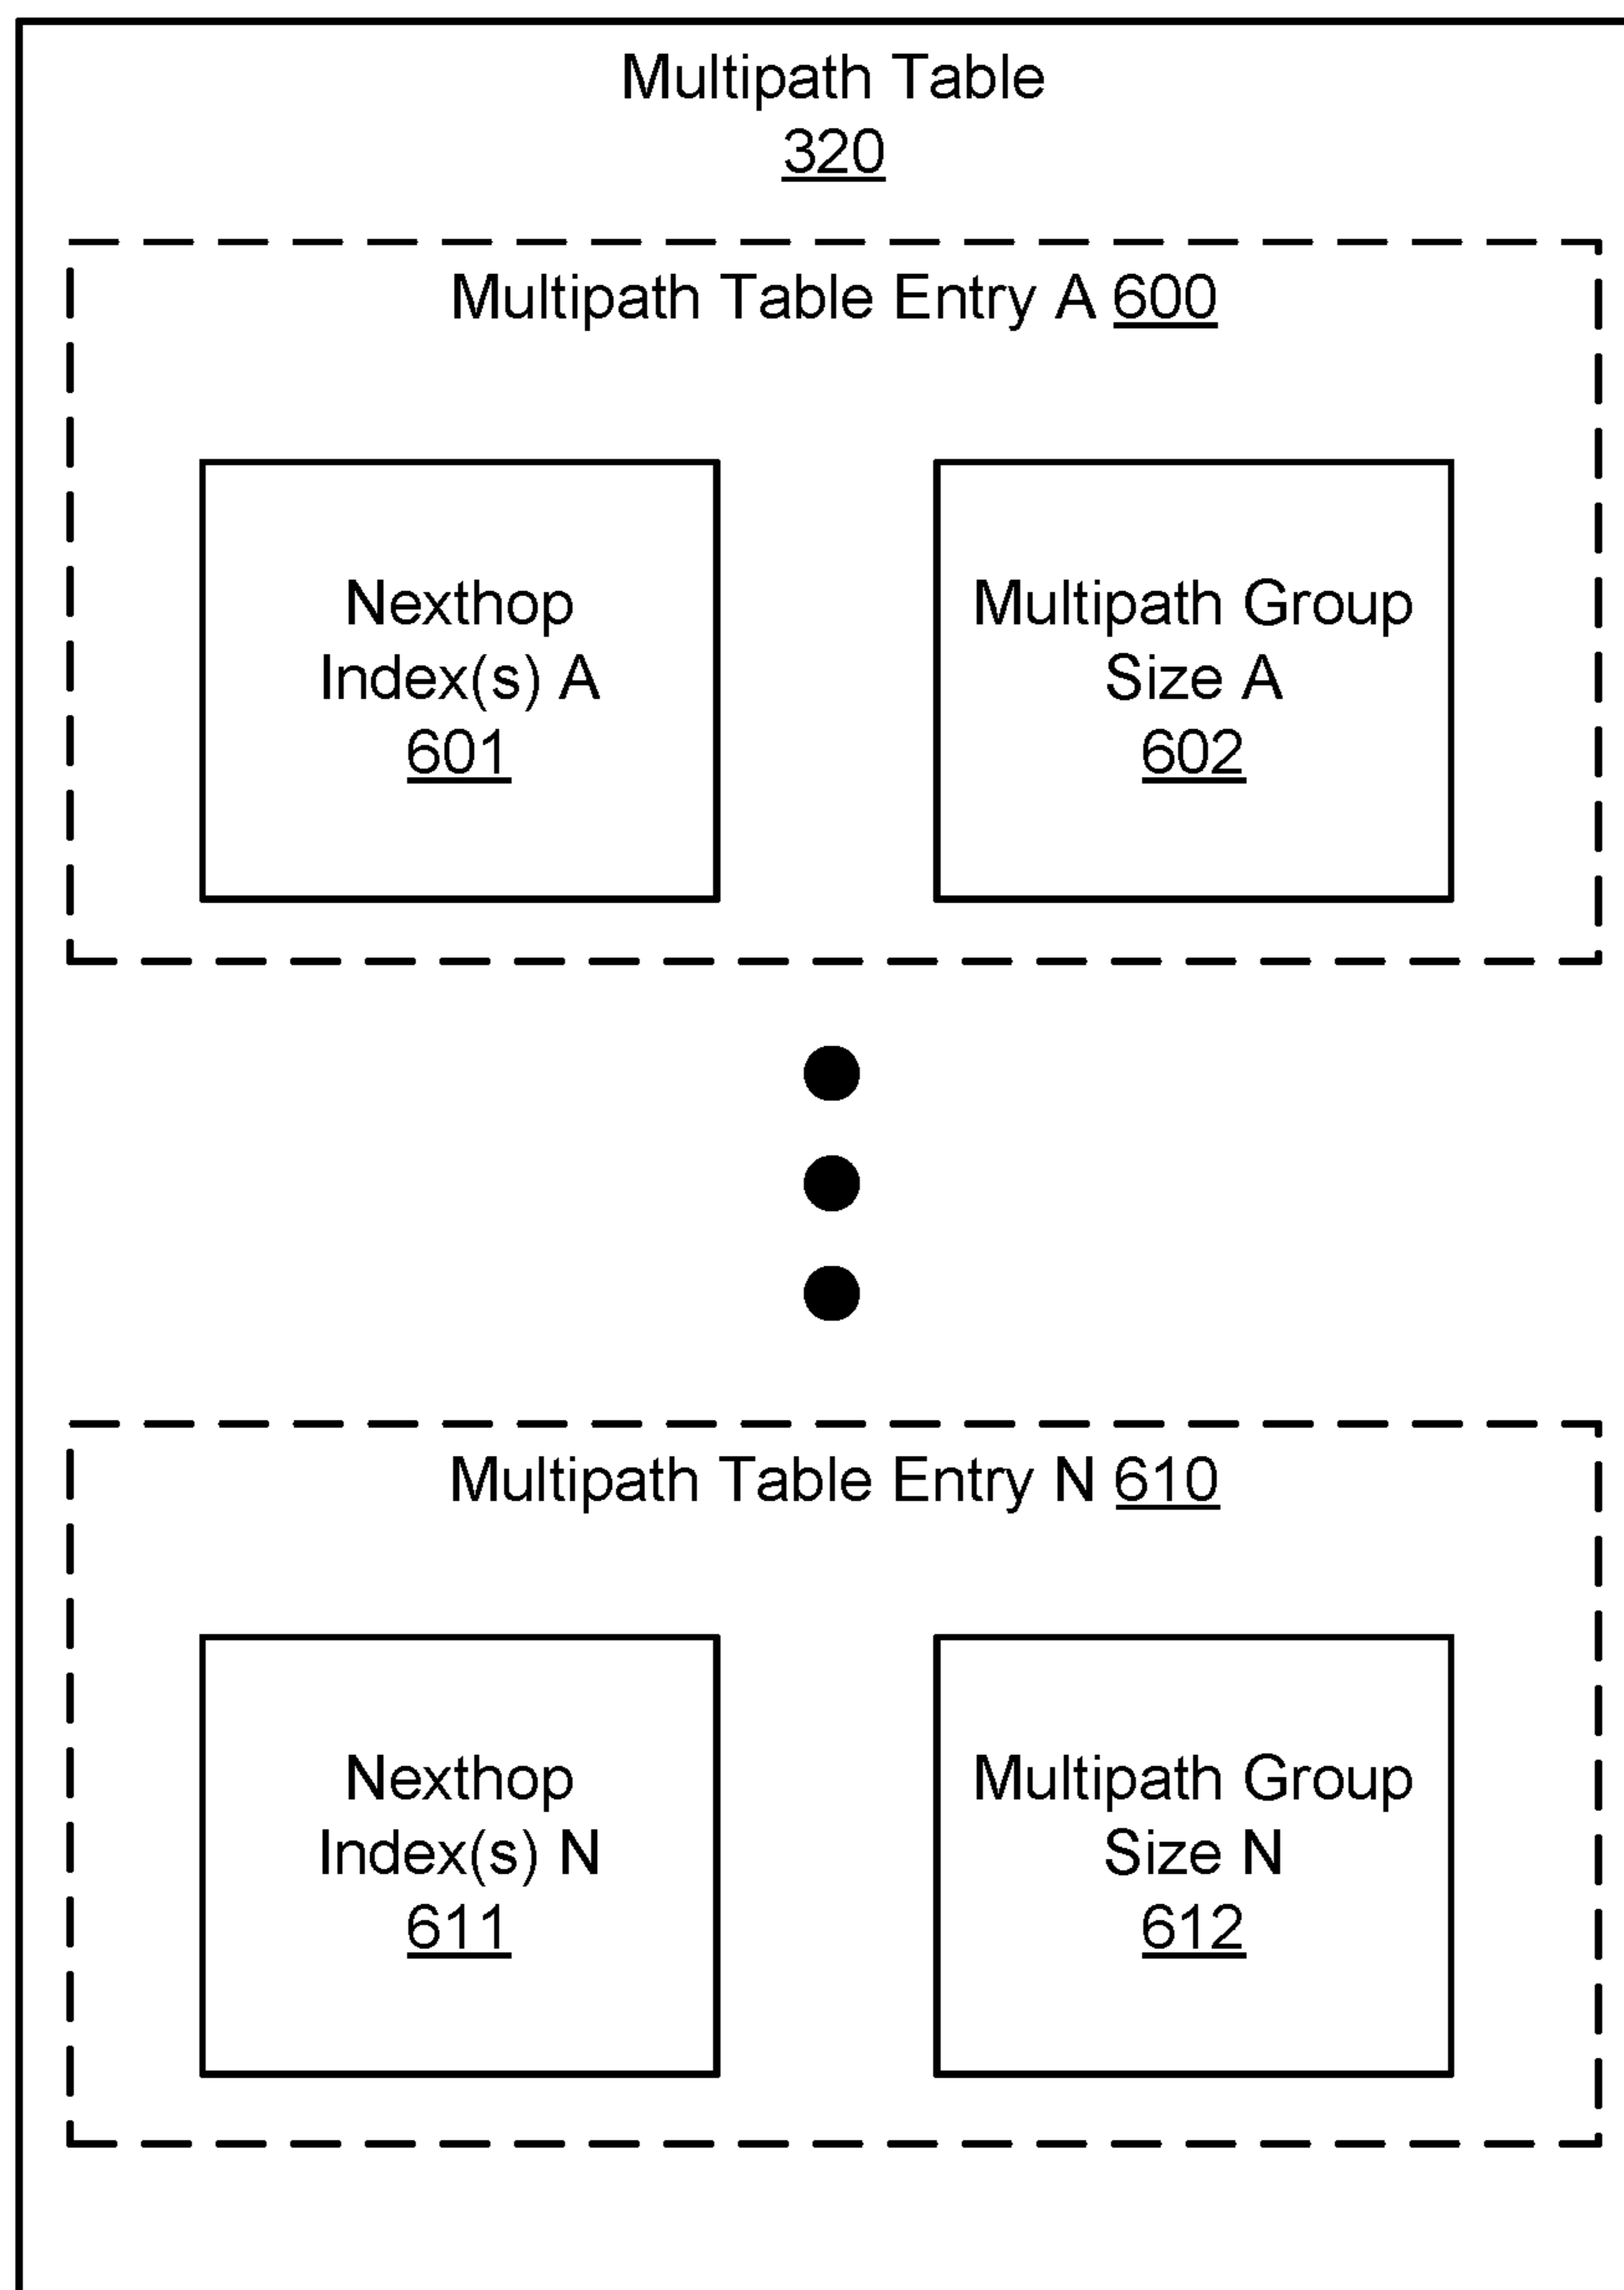 Multipath Table
320
Multipath Table Entry A 600
Nexthop
Index(s) A
601
Multipath Group
Size A
602
Multipath Table Entry N 610
Nexthop
Index(s) N
611
Multipath Group
Size N
612